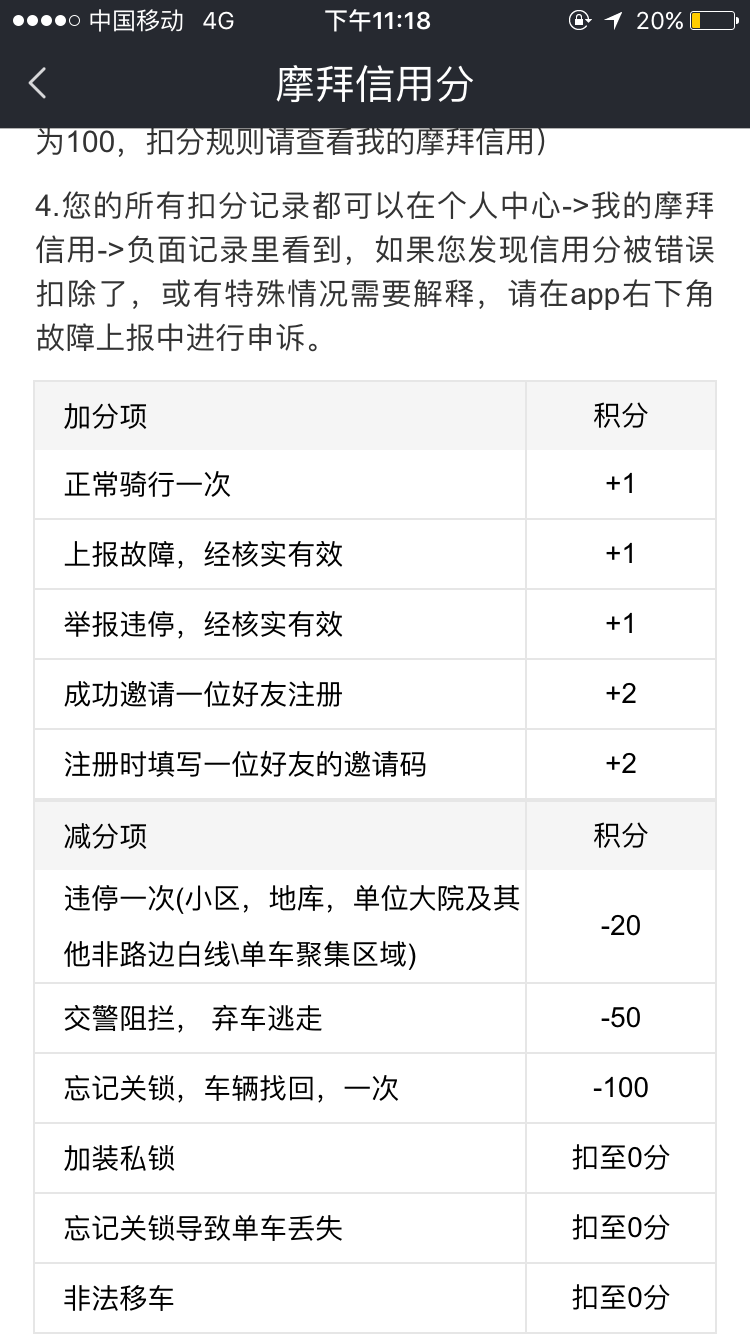 中国移动 4G 下午11:18 20%
摩拜信用分
为100，扣分规则请查看我的摩拜信用）
4.您的所有扣分记录都可以在个人中心->我的摩拜
信用->负面记录里看到，如果您发现信用分被错误
扣除了，或有特殊情况需要解释，请在app右下角
故障上报中进行申诉。
加分项 积分
正常骑行一次 +1
上报故障，经核实有效 +1
举报违停，经核实有效 +1
成功邀请一位好友注册 +2
注册时填写一位好友的邀请码 +2
减分项 积分
违停一次(小区，地库，单位大院及其
他非路边白线\单车聚集区域) -20
交警阻拦， 弃车逃走 -50
忘记关锁，车辆找回，一次 -100
加装私锁 扣至0分
忘记关锁导致单车丢失 扣至0分
非法移车 扣至0分